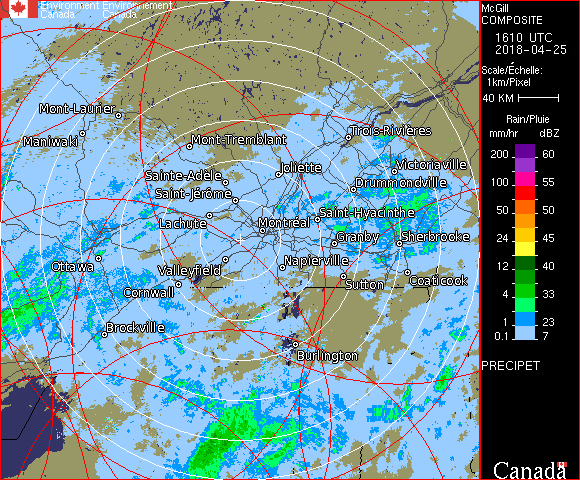 Environment Environnement
Canada Canada
McGill
COMPOSITE
1610 UTC
2018-04-25
Scale/Échelle:
1km/Pixel
40 KM
Rain/Pluie
mm/hr dBZ
200 60
100 55
50 50
24 45
12 40
4 33
1 23
0.1 7
PRECIPET
Canada
Mont-Laurier
Maniwaki
Mont-Tremblant
Trois-Rivières
Joliette
Victoriaville
Sainte-Adèle
Drummondville
Saint-Jérôme
Saint-Hyacinthe
Lachute
Montréal
Granby
Sherbrooke
Ottawa
Valleyfield
Napierville
Cornwall
Sutton
Coaticook
Brockville
Burlington